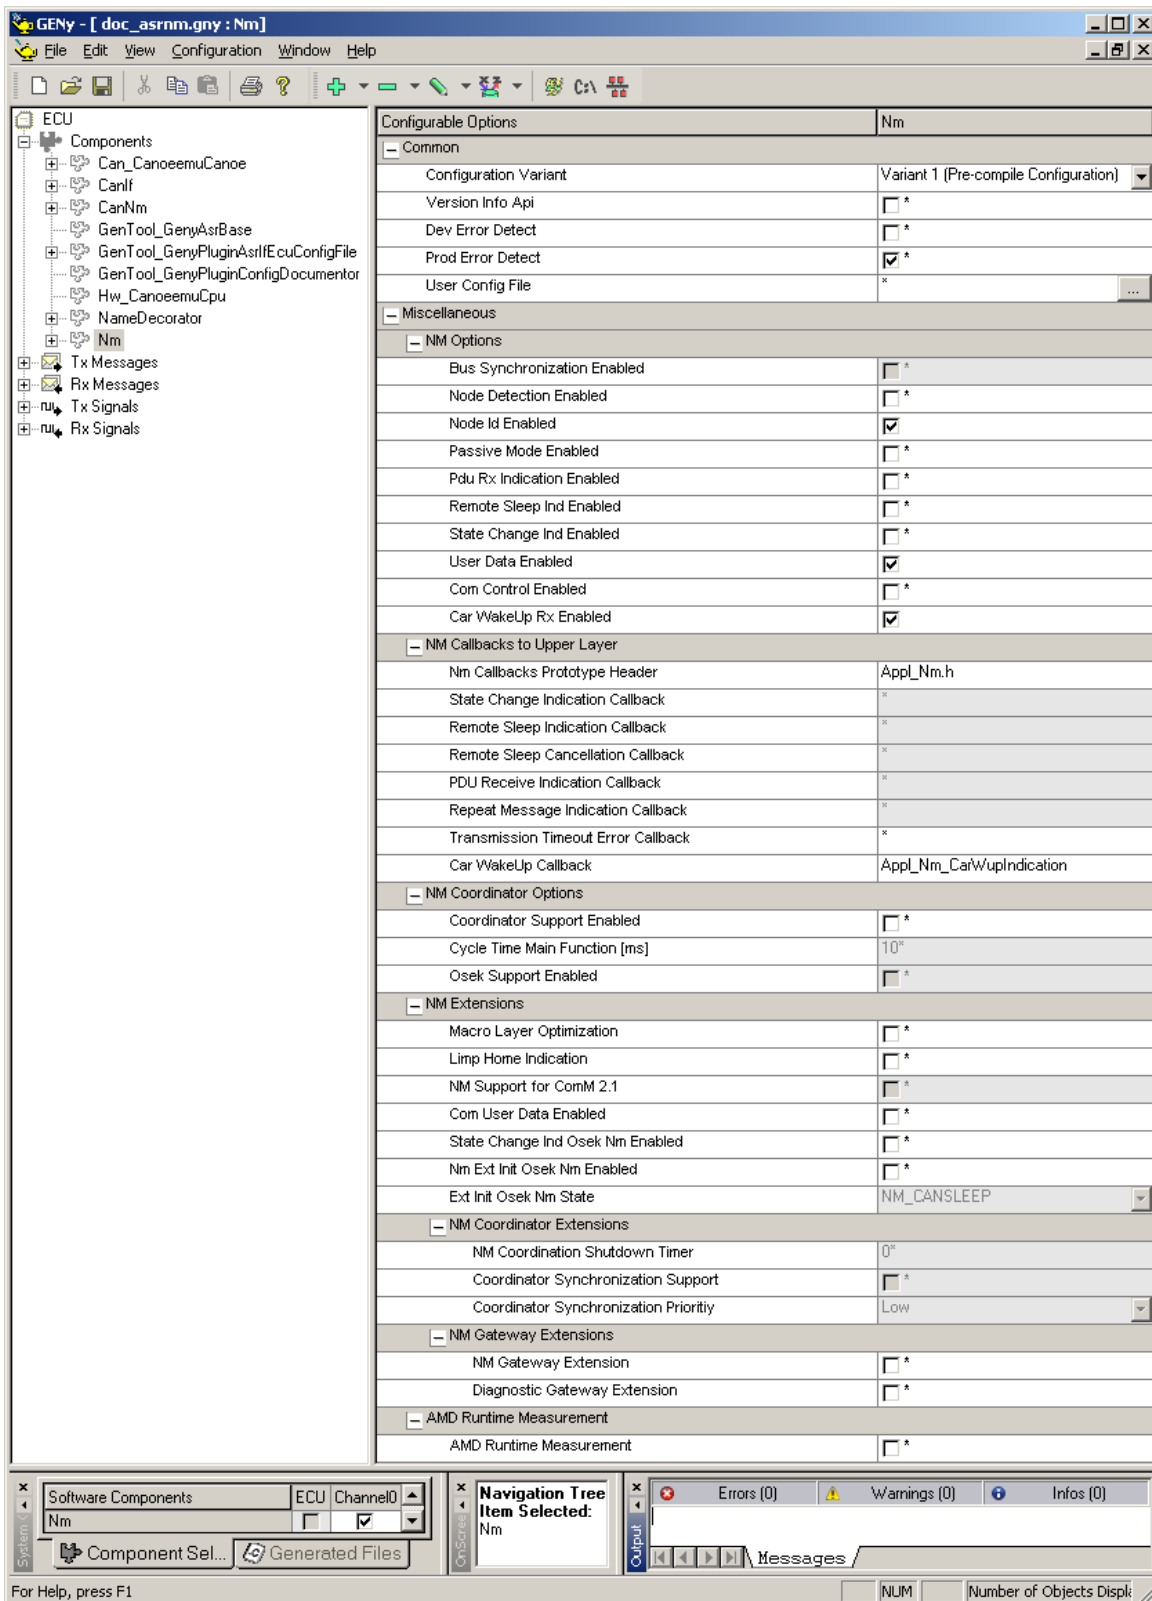 GENy - [ doc_asrnm.gny : Nm]
File Edit View Configuration Window Help
C:\
ECU
Components
Can_CanoeemuCanoe
CanIf
CanNm
GenTool_GenyAsrBase
GenTool_GenyPluginAsrIfEcuConfigFile
GenTool_GenyPluginConfigDocumentor
Hw_CanoeemuCpu
NameDecorator
Nm
Tx Messages
Rx Messages
Tx Signals
Rx Signals
Configurable Options Nm
Common
Configuration Variant Variant 1 (Pre-compile Configuration)
Version Info Api *
Dev Error Detect *
Prod Error Detect *
User Config File * ...
Miscellaneous
NM Options
Bus Synchronization Enabled *
Node Detection Enabled *
Node Id Enabled
Passive Mode Enabled *
Pdu Rx Indication Enabled *
Remote Sleep Ind Enabled *
State Change Ind Enabled *
User Data Enabled
Com Control Enabled *
Car WakeUp Rx Enabled
NM Callbacks to Upper Layer
Nm Callbacks Prototype Header Appl_Nm.h
State Change Indication Callback *
Remote Sleep Indication Callback *
Remote Sleep Cancellation Callback *
PDU Receive Indication Callback *
Repeat Message Indication Callback *
Transmission Timeout Error Callback *
Car WakeUp Callback Appl_Nm_CarWupIndication
NM Coordinator Options
Coordinator Support Enabled *
Cycle Time Main Function [ms] 10*
Osek Support Enabled *
NM Extensions
Macro Layer Optimization *
Limp Home Indication *
NM Support for ComM 2.1 *
Com User Data Enabled *
State Change Ind Osek Nm Enabled *
Nm Ext Init Osek Nm Enabled *
Ext Init Osek Nm State NM_CANSLEEP
NM Coordinator Extensions
NM Coordination Shutdown Timer 0*
Coordinator Synchronization Support *
Coordinator Synchronization Prioritiy Low
NM Gateway Extensions
NM Gateway Extension *
Diagnostic Gateway Extension *
AMD Runtime Measurement
AMD Runtime Measurement *
System
Software Components ECU Channel0
Nm
Component Sel... Generated Files
OnScree
Navigation Tree
Item Selected:
Nm
Output
Errors (0) Warnings (0) Infos (0)
Messages
For Help, press F1 NUM Number of Objects Displ